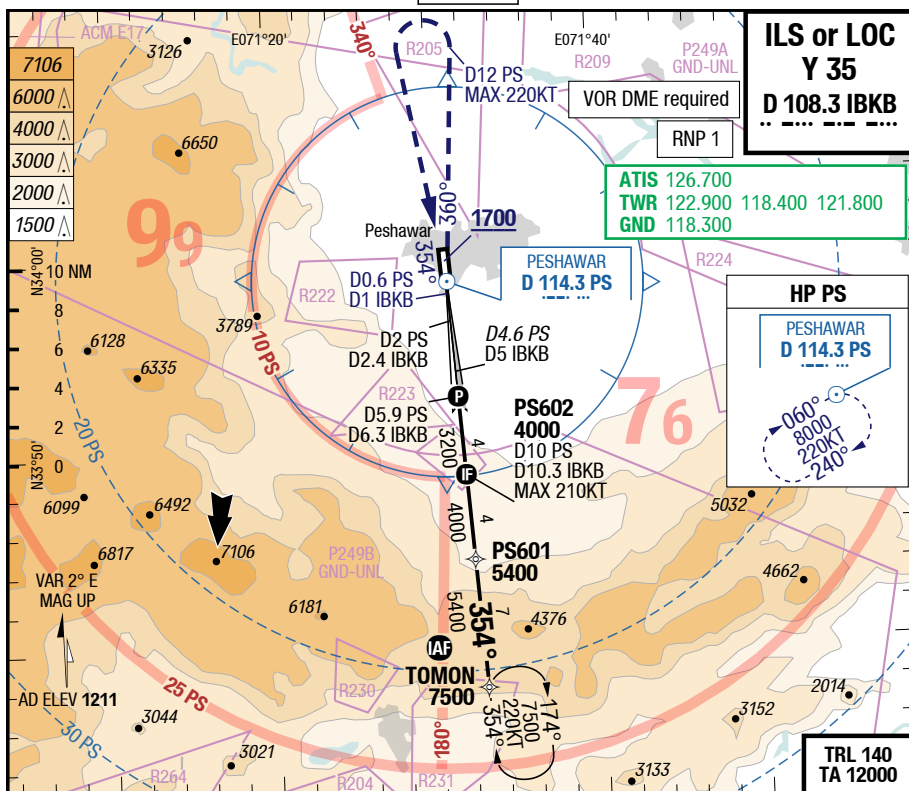 ILS or LOC
Y 35
D 108.3 IBKB
ACM E17
3126
E071°20'
340°
R205
E071°40'
R209
P249A
GND-UNL
D12 PS
MAX 220KT
VOR DME required
RNP 1
7106
6000
4000
3000
2000
1500
6650
99
ATIS 126.700
TWR 122.900 118.400 121.800
GND 118.300
360°
1700
Peshawar
354°
PESHAWAR
D 114.3 PS
R224
N34°00'
10 NM
8
6
4
2
0
N33°50'
R222
D0.6 PS
D1 IBKB
3789
10 PS
D2 PS
D2.4 IBKB
D4.6 PS
D5 IBKB
6128
6335
R223
P
D5.9 PS
D6.3 IBKB
76
HP PS
PESHAWAR
D 114.3 PS
060°
8000
220KT
240°
20 PS
3200
4
PS602
4000
D10 PS
D10.3 IBKB
MAX 210KT
IF
6099
6492
5032
4000
4
7106
6817
P249B
GND-UNL
PS601
5400
4662
VAR 2° E
MAG UP
6181
5400
7
354°
4376
IAF
TOMON
7500
R230
AD ELEV 1211
25 PS
174°
7500
220KT
354°
2014
3152
3044
30 PS
180°
3021
R264
R204
R231
3133
TRL 140
TA 12000